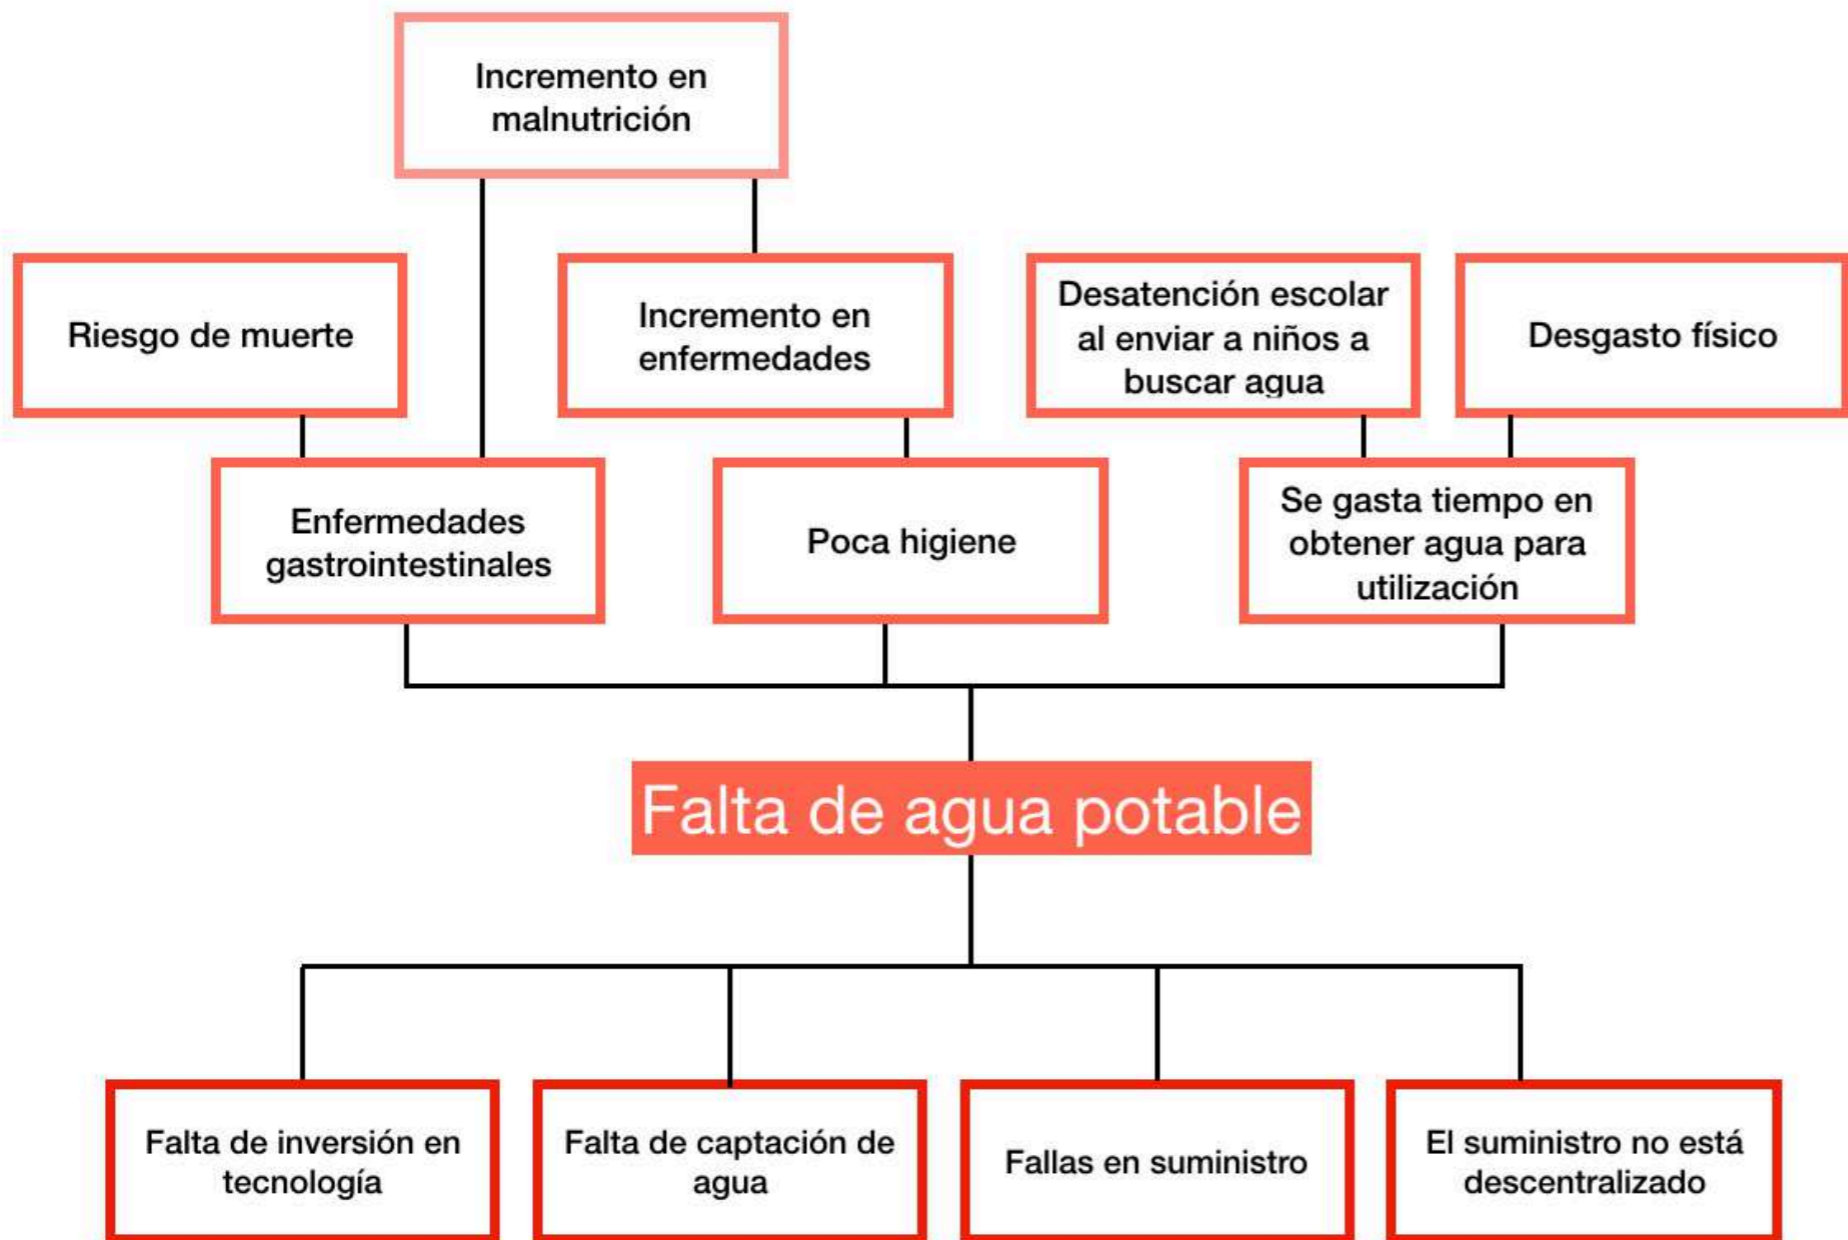 Incremento en
malnutrición
Riesgo de muerte
Incremento en
enfermedades
Desatención escolar
al enviar a niños a
buscar agua
Desgasto físico
Enfermedades
gastrointestinales
Poca higiene
Se gasta tiempo en
obtener agua para
utilización
Falta de agua potable
Falta de inversión en
tecnología
Falta de captación de
agua
Fallas en suministro
El suministro no está
descentralizado